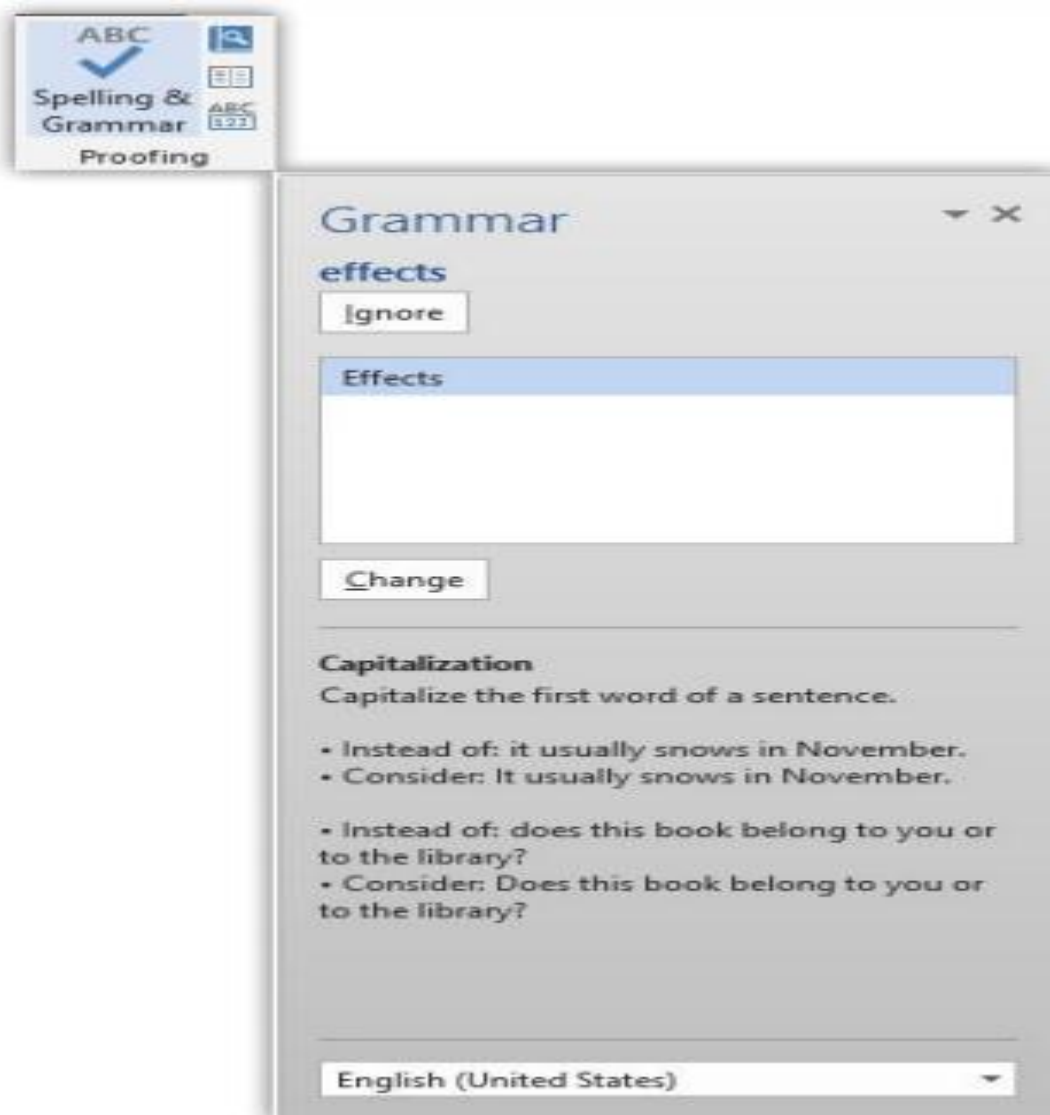 ABC
Spelling &
Grammar
ABC
123
Proofing
Grammar
effects
Ignore
Effects
Change
Capitalization
Capitalize the first word of a sentence.
• Instead of: it usually snows in November.
• Consider: It usually snows in November.
• Instead of: does this book belong to you or
to the library?
• Consider: Does this book belong to you or
to the library?
English (United States)